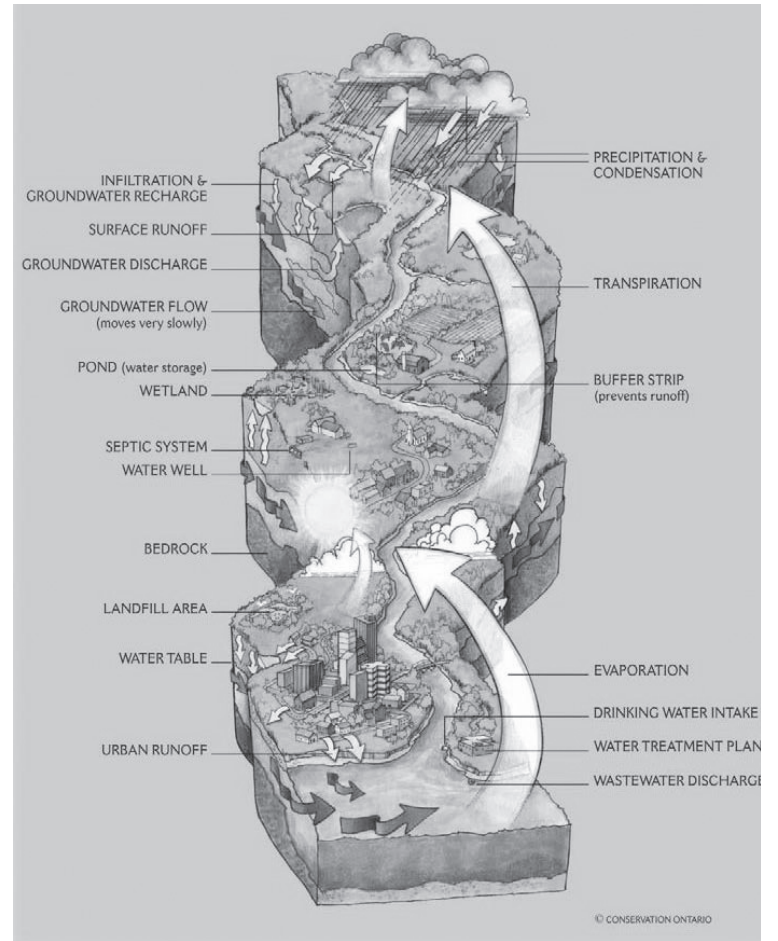 INFILTRATION &
GROUNDWATER RECHARGE
SURFACE RUNOFF
GROUNDWATER DISCHARGE
GROUNDWATER FLOW
(moves very slowly)
POND (water storage)
WETLAND
SEPTIC SYSTEM
WATER WELL
BEDROCK
LANDFILL AREA
WATER TABLE
URBAN RUNOFF
PRECIPITATION &
CONDENSATION
TRANSPIRATION
BUFFER STRIP
(prevents runoff)
EVAPORATION
DRINKING WATER INTAKE
WATER TREATMENT PLAN
WASTEWATER DISCHARGE
© CONSERVATION ONTARIO